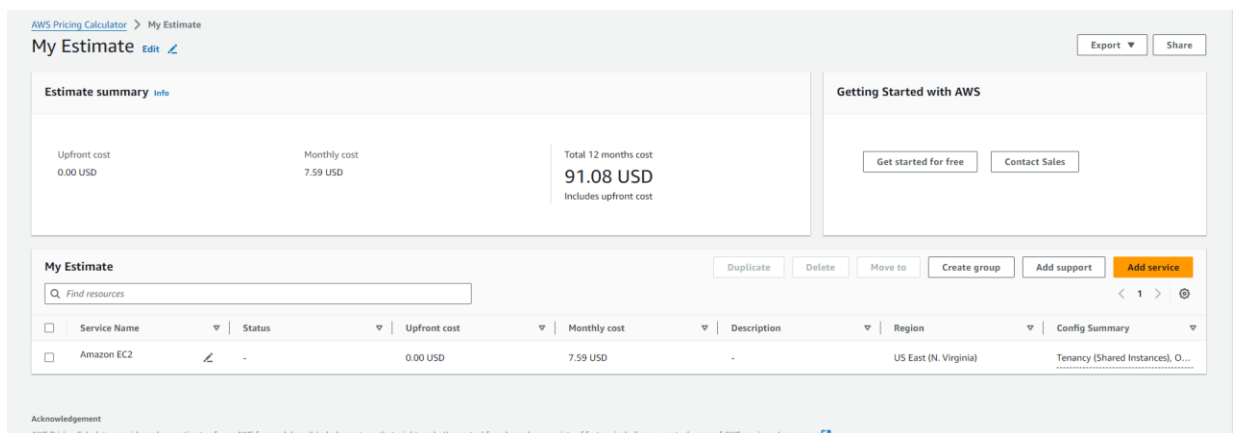 AWS Pricing Calculator > My Estimate
My Estimate Edit
Export ▼ Share
Estimate summary Info
Getting Started with AWS
Upfront cost
0.00 USD
Monthly cost
7.59 USD
Total 12 months cost
91.08 USD
Includes upfront cost
Get started for free Contact Sales
My Estimate
Duplicate Delete Move to Create group Add support Add service
Find resources
< 1 >
Service Name Status Upfront cost Monthly cost Description Region Config Summary
Amazon EC2 - 0.00 USD 7.59 USD - US East (N. Virginia) Tenancy (Shared Instances), O...
Acknowledgement